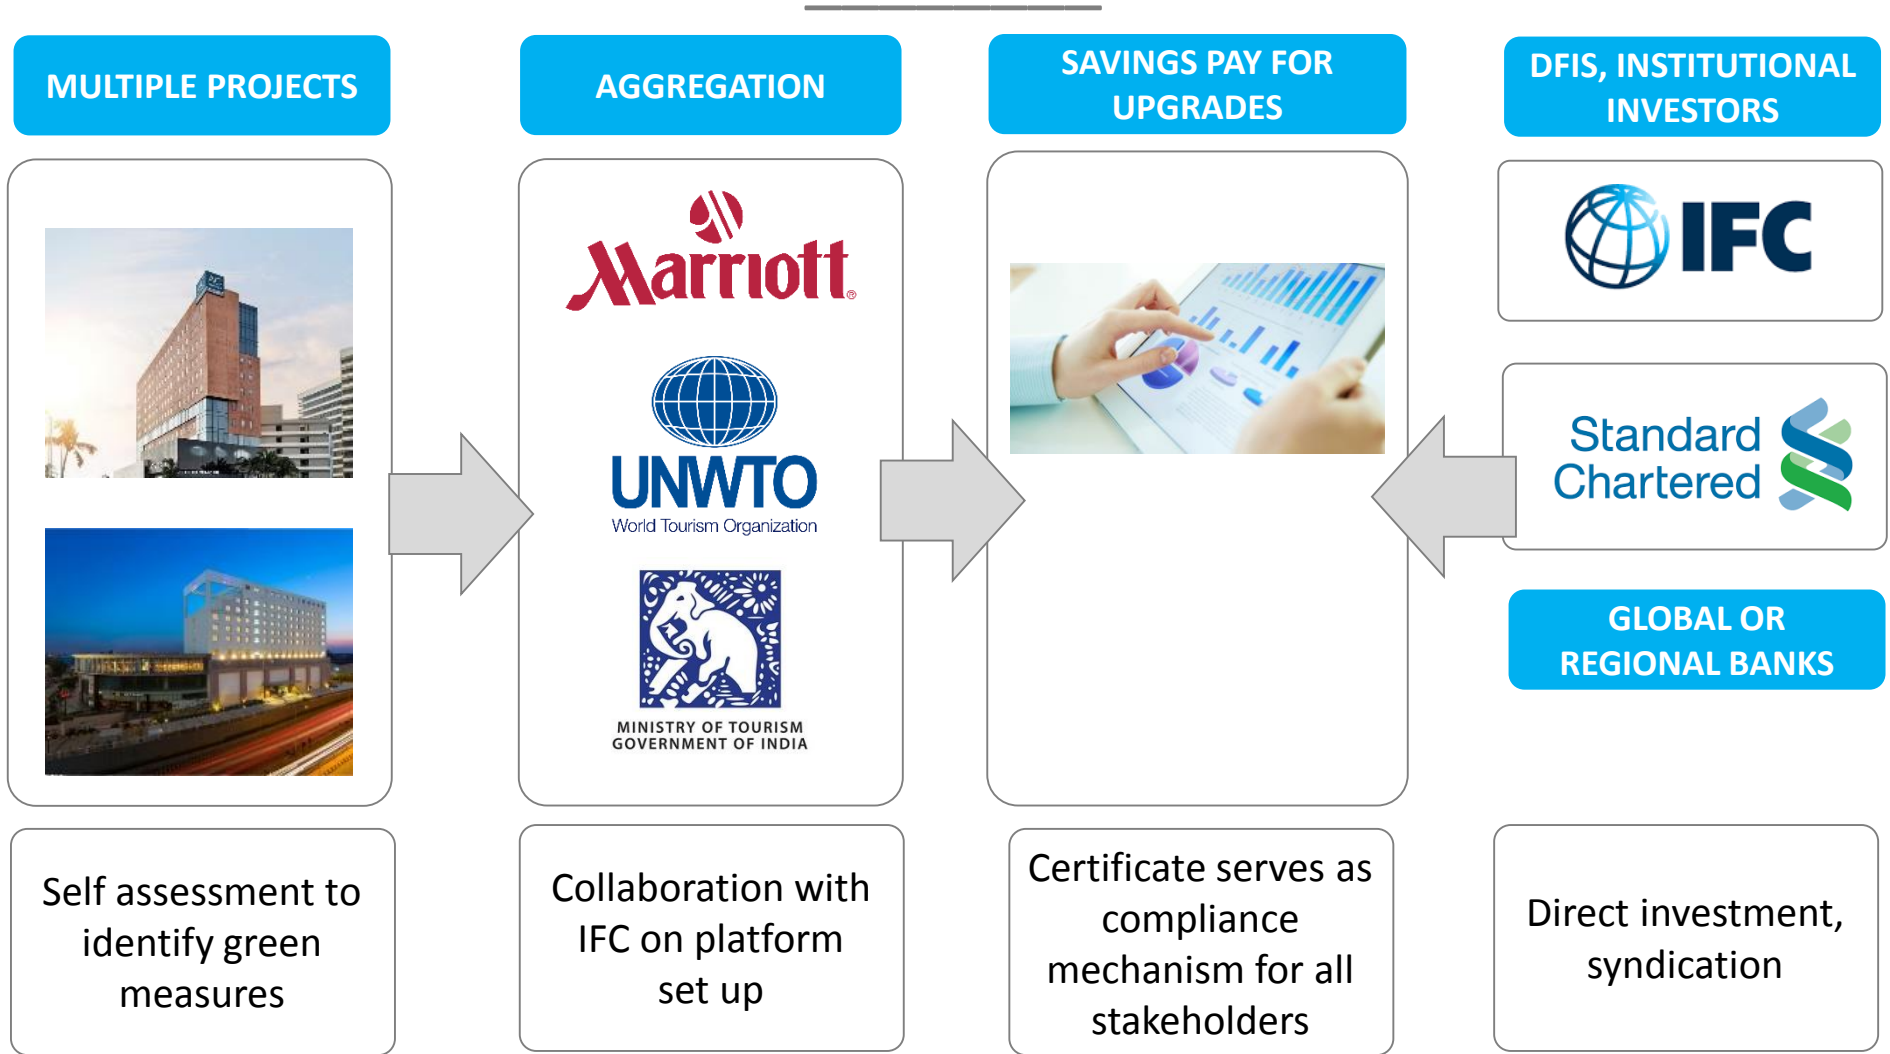 MULTIPLE PROJECTS
AGGREGATION
SAVINGS PAY FOR
UPGRADES
DFIS, INSTITUTIONAL
INVESTORS
Marriott®
UNWTO
World Tourism Organization
MINISTRY OF TOURISM
GOVERNMENT OF INDIA
IFC
Standard
Chartered
GLOBAL OR
REGIONAL BANKS
Self assessment to
identify green
measures
Collaboration with
IFC on platform
set up
Certificate serves as
compliance
mechanism for all
stakeholders
Direct investment,
syndication